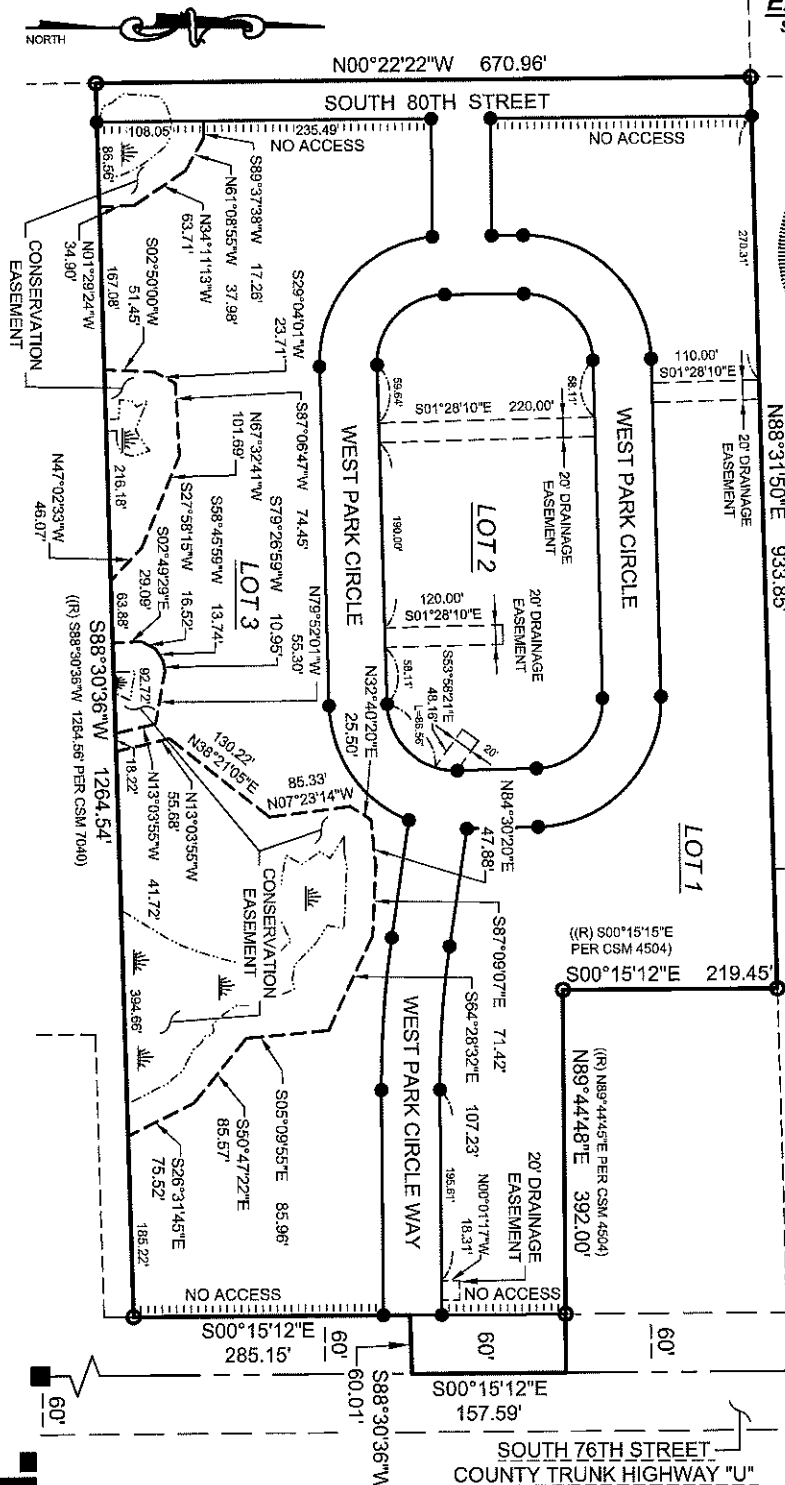 NORTH
N00°22'22"W 670.96'
SOUTH 80TH STREET
108.05'
235.49'
NO ACCESS
NO ACCESS
86.56'
S89°37'38"W 17.26'
N61°08'55"W 37.98'
N34°11'13"W
63.71'
N01°29'24"W
34.90'
CONSERVATION
EASEMENT
167.08'
S02°50'00"W
51.45'
S29°04'01"W
23.71'
S87°06'47"W 74.45'
N67°32'41"W
101.69'
N47°02'33"W
46.07'
216.18'
270.31'
110.00'
S01°28'10"E
20' DRAINAGE
EASEMENT
N88°31'50"E 933.85'
59.64'
58.11'
S01°28'10"E 220.00'
20' DRAINAGE
EASEMENT
WEST PARK CIRCLE
WEST PARK CIRCLE
LOT 2
190.00'
120.00'
S01°28'10"E
20' DRAINAGE
EASEMENT
58.11'
S53°58'21"E
48.16'
L=86.56'
20'
LOT 3
S79°26'59"W 10.95'
S58°45'59"W 13.74'
S27°58'15"W 16.52'
S02°49'29"E
29.09'
63.88'
92.72'
N79°52'01"W
55.30'
S88°30'36"W 1264.54'
((R) S88°30'36"W 1264.56' PER CSM 7040)
18.22'
N13°03'55"W 41.72'
N13°03'55"W
55.68'
130.22'
N38°21'05"E
85.33'
N07°23'14"W
N32°40'20"E
25.50'
N84°30'20"E
47.88'
CONSERVATION
EASEMENT
394.66'
LOT 1
((R) S00°15'15"E
PER CSM 4504)
S00°15'12"E 219.45'
((R) N89°44'45"E PER CSM 4504)
N89°44'48"E 392.00'
S87°09'07"E 71.42'
S64°28'32"E 107.23'
WEST PARK CIRCLE WAY
S05°09'55"E 85.96'
S50°47'22"E
85.57'
S26°31'45"E
75.52'
185.22'
195.61'
N00°01'17"W
18.31'
20' DRAINAGE
EASEMENT
NO ACCESS
NO ACCESS
S00°15'12"E
285.15'
60'
60'
60'
S88°30'36"W
60.01'
S00°15'12"E
157.59'
60'
SOUTH 76TH STREET
COUNTY TRUNK HIGHWAY "U"